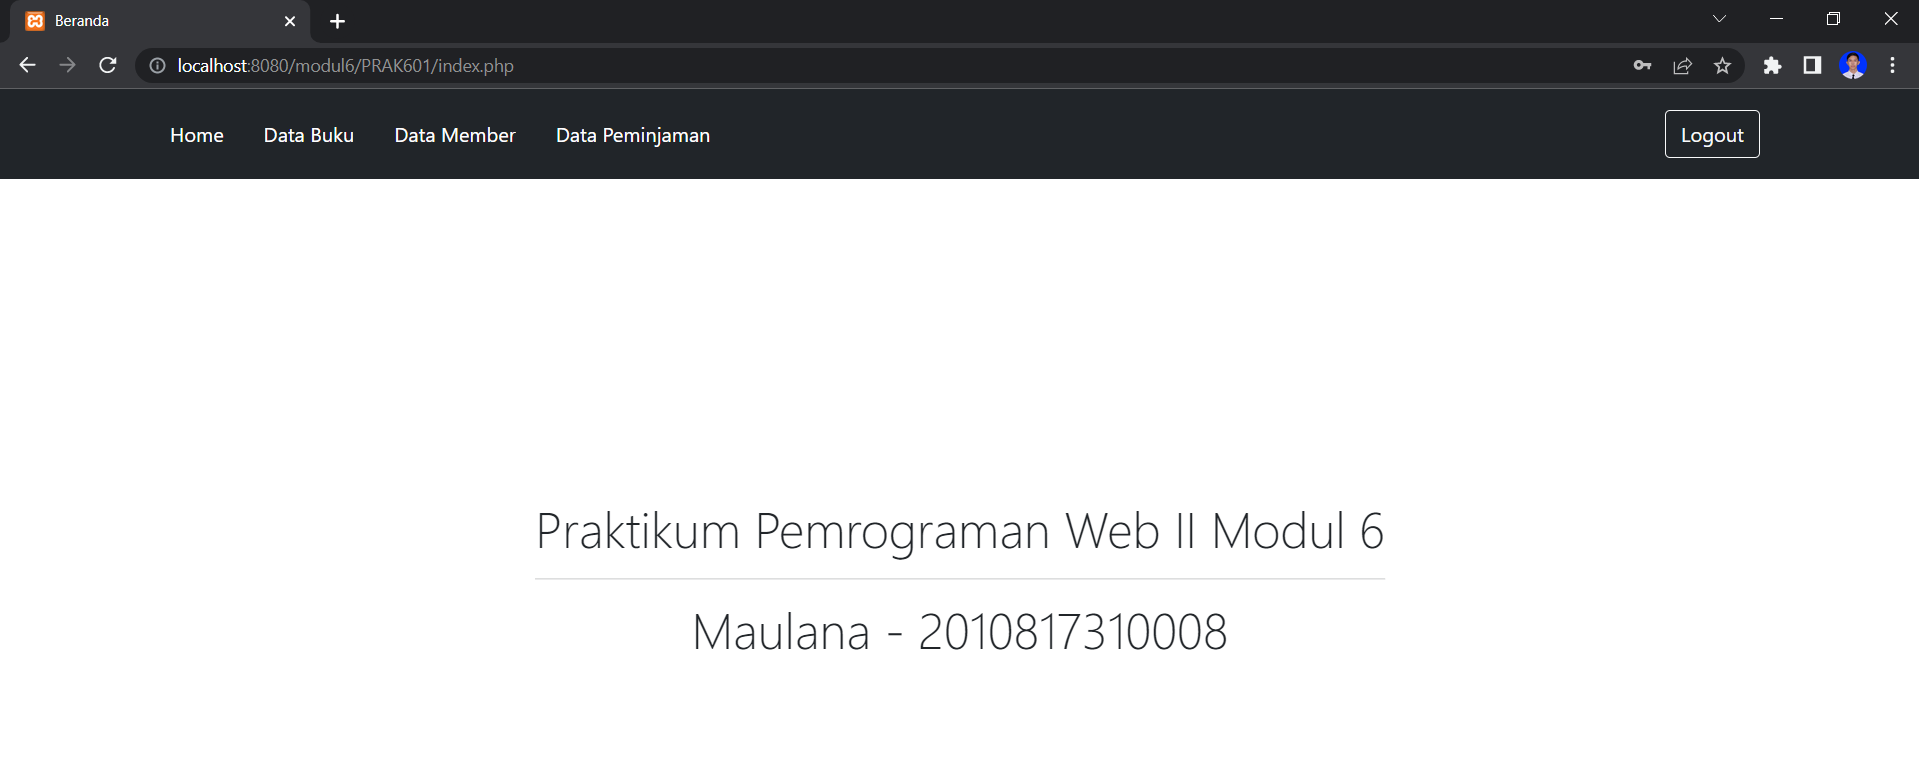 Beranda
localhost:8080/modul6/PRAK601/index.php
Home Data Buku Data Member Data Peminjaman Logout
Praktikum Pemrograman Web II Modul 6
Maulana - 2010817310008